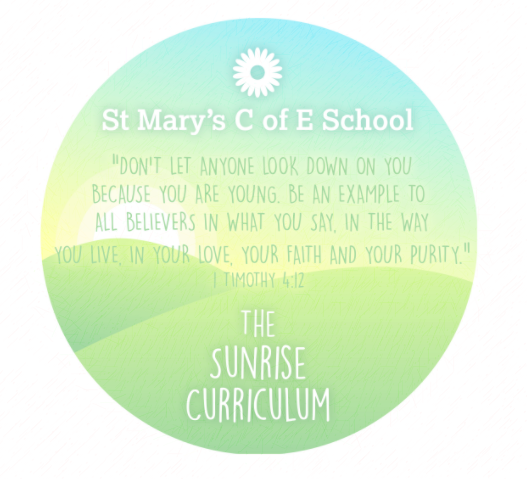 St Mary's C of E School
"DON'T LET ANYONE LOOK DOWN ON YOU
BECAUSE YOU ARE YOUNG. BE AN EXAMPLE TO
ALL BELIEVERS IN WHAT YOU SAY, IN THE WAY
YOU LIVE, IN YOUR LOVE, YOUR FAITH AND YOUR PURITY."
1 TIMOTHY 4:12
THE
SUNRISE
CURRICULUM